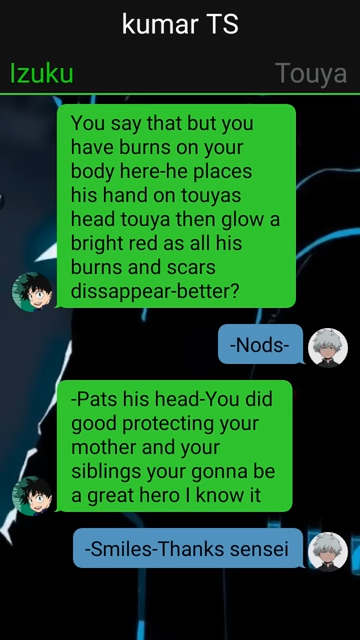 kumar TS
Izuku
Touya
You say that but you
have burns on your
body here-he places
his hand on touyas
head touya then glow a
bright red as all his
burns and scars
dissappear-better?
-Nods-
-Pats his head-You did
good protecting your
mother and your
siblings your gonna be
a great hero I know it
-Smiles-Thanks sensei